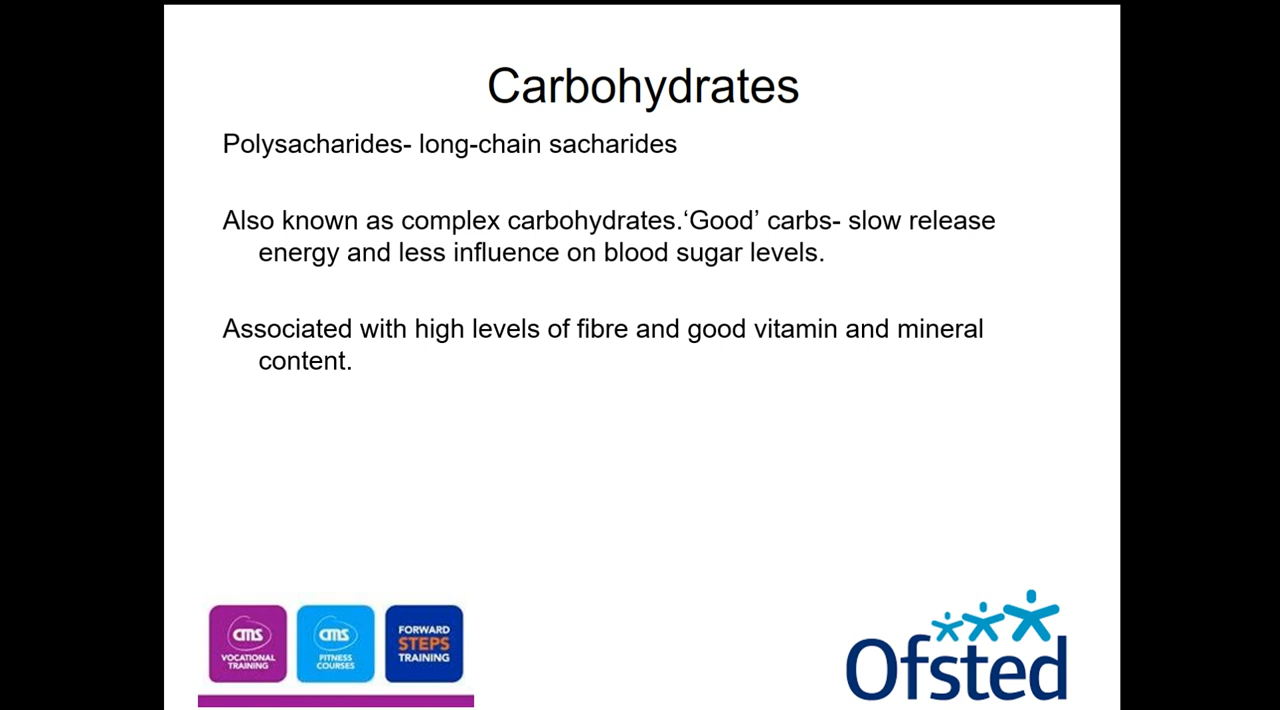 Carbohydrates
Polysacharides- long-chain sacharides
Also known as complex carbohydrates.‘Good’ carbs- slow release
energy and less influence on blood sugar levels.
Associated with high levels of fibre and good vitamin and mineral
content.
cms
VOCATIONAL
TRAINING
cms
FITNESS
COURSES
FORWARD
STEPS
TRAINING
Ofsted